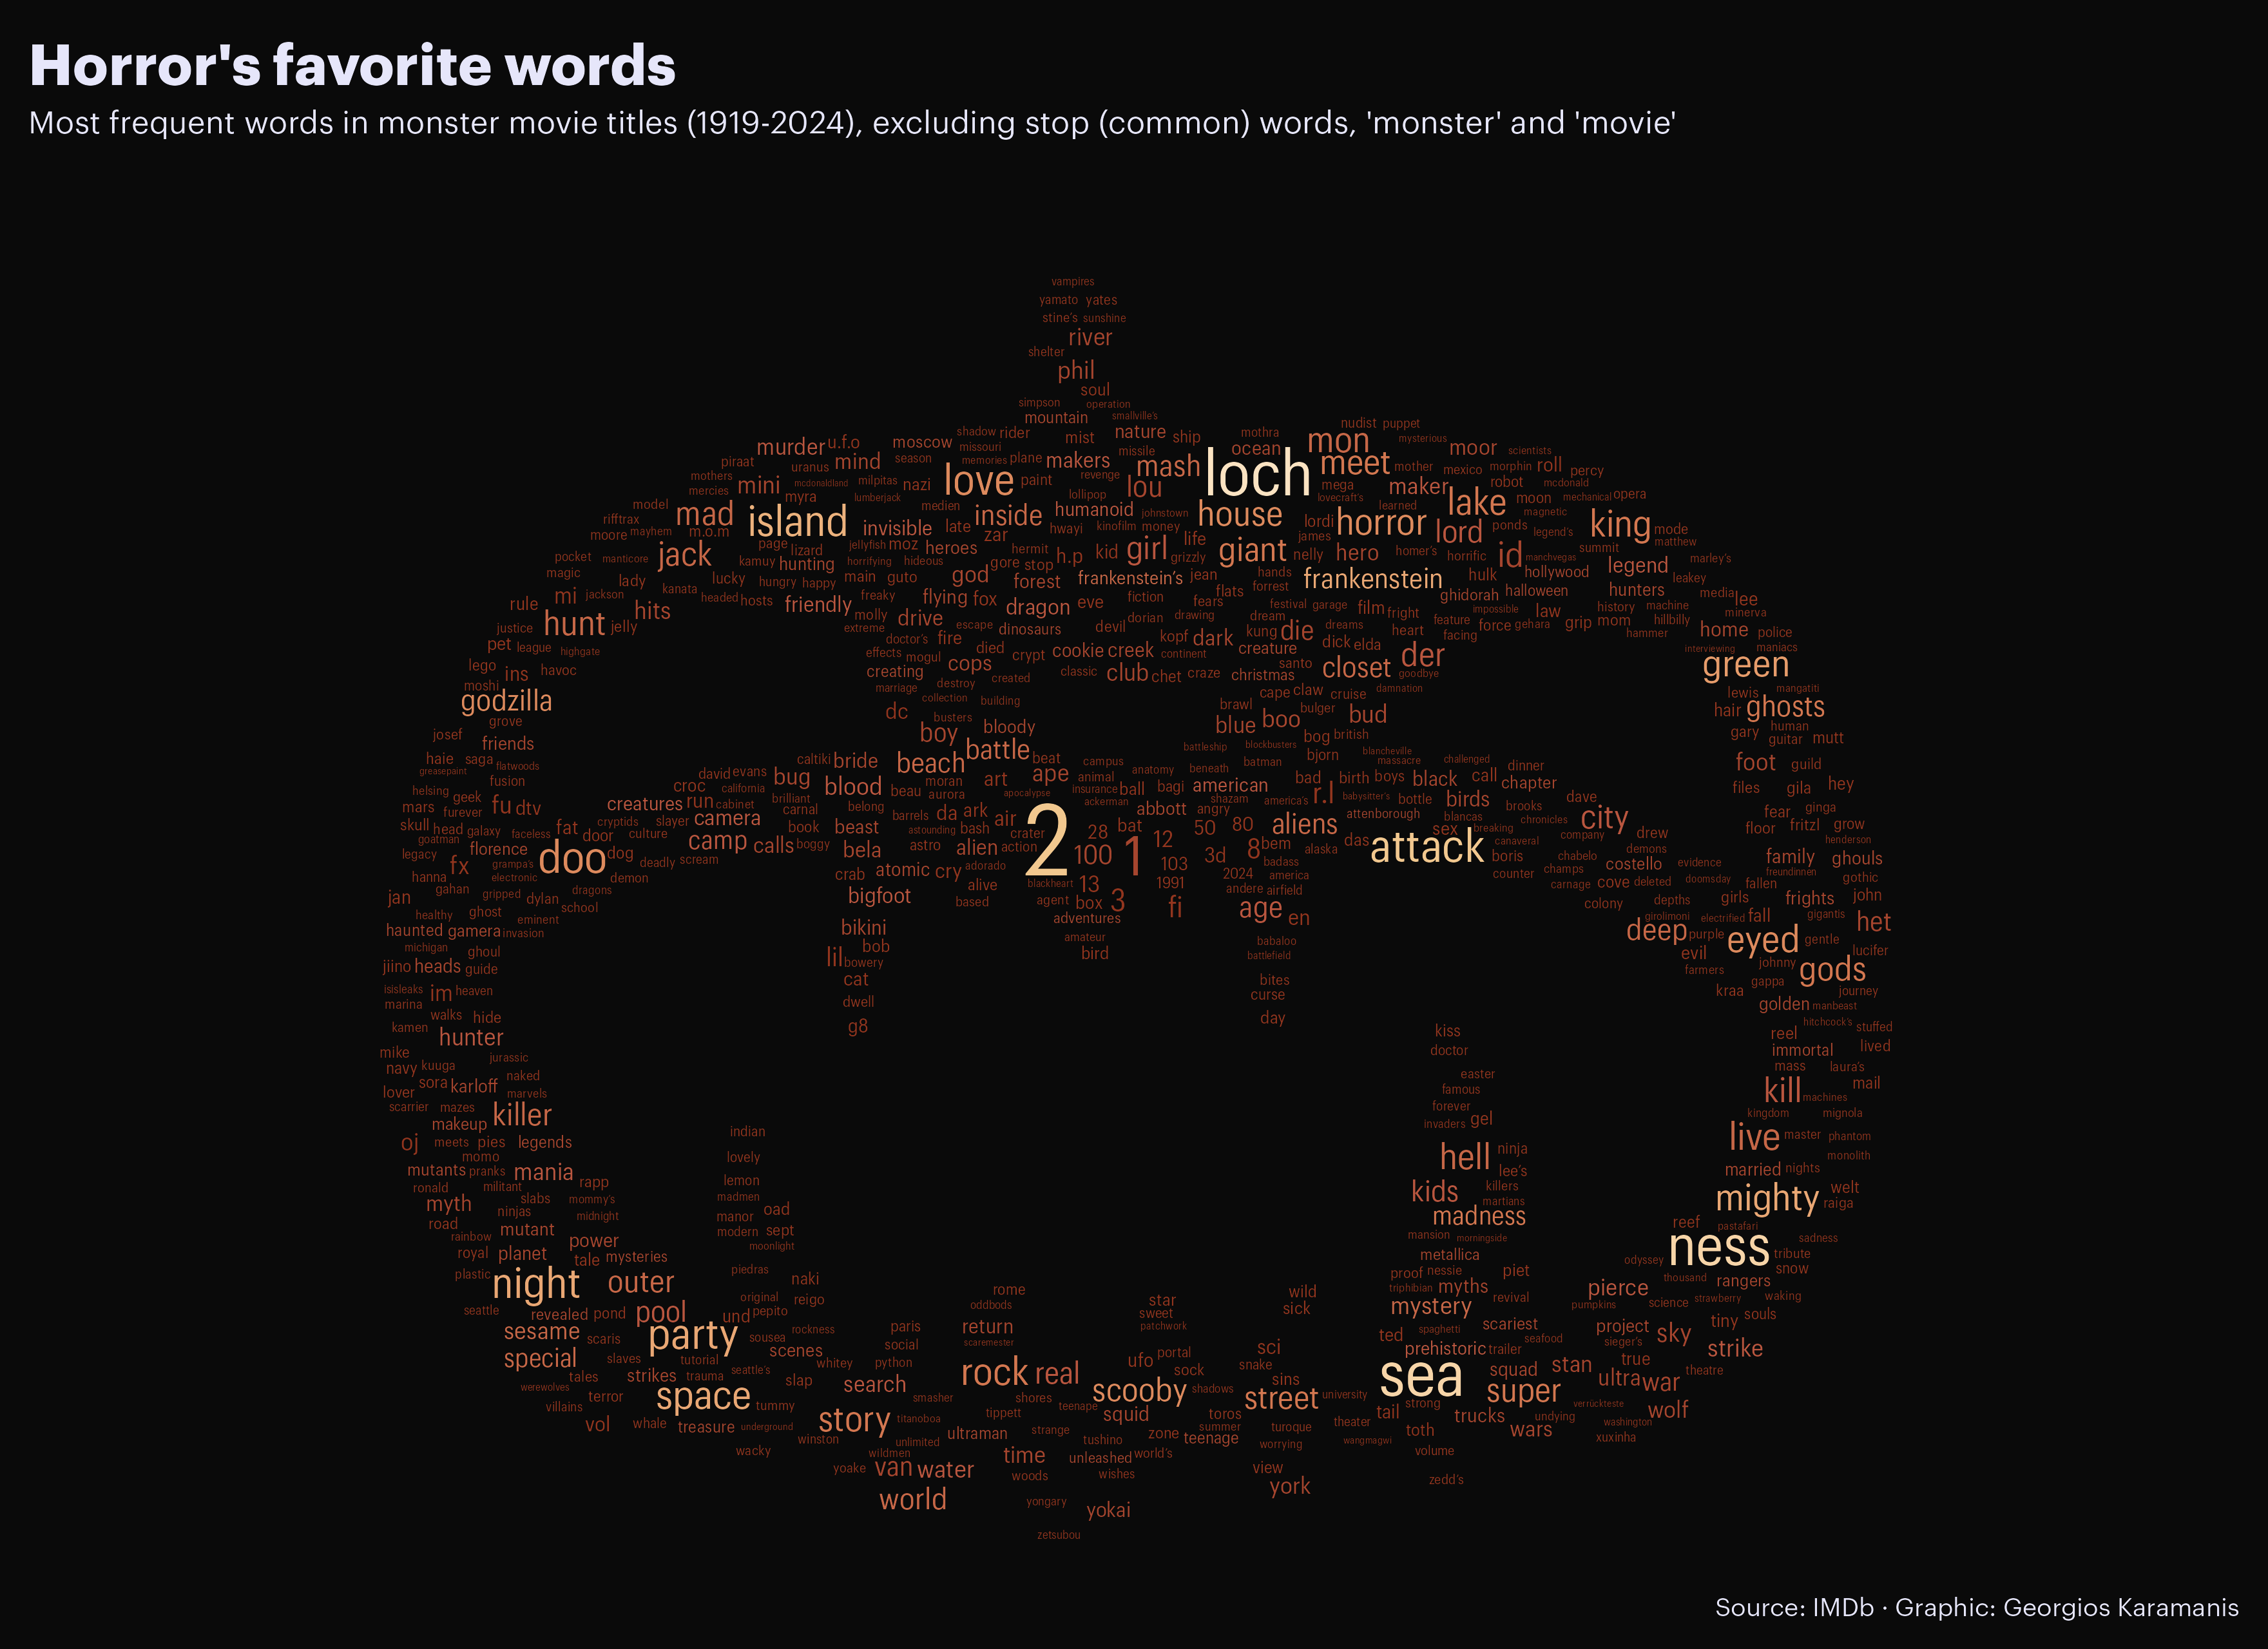 Horror's favorite words
Most frequent words in monster movie titles (1919-2024), excluding stop (common) words, 'monster' and 'movie'
vampires
yamato yates
stine's sunshine
river
shelter
phil
soul
simpson operation
mountain smallville's
shadow rider mist nature ship mothra nudist puppet
murder u.f.o moscow missouri missile ocean mon mysterious moor scientists
piraat uranus mind season memories plane makers mash loch meet mother mexico morphin roll percy
mothers mini mcdonaldland milpitas nazi love paint revenge lou mega maker robot mcdonald
mercies myra lumberjack lollipop lovecraft's lake moon mechanical opera
model mad island medien inside humanoid johnstown house learned magnetic
rifftrax m.o.m invisible late hwayi kinofilm money lordi horror lord ponds legend's king mode
moore mayhem zar james matthew
jack page lizard jellyfish moz heroes hermit h.p kid girl life giant nelly hero homer's horrific id manchvegas summit
pocket manticore kamuy hunting horrifying hideous gore stop grizzly hollywood legend marley's
magic lady lucky hungry happy main guto god forest frankenstein's jean hands frankenstein hulk leakey
mi jackson kanata headed hosts friendly freaky flying fox dragon eve fiction flats forrest ghidorah halloween hunters media lee
rule hits molly drive dorian drawing fears festival garage film fright impossible law history machine minerva
justice hunt jelly extreme escape dinosaurs devil dream dreams heart feature force gehara grip mom hillbilly home police
pet league highgate doctor's fire died crypt cookie creek kopf dark kung die dick elda facing hammer interviewing maniacs
lego ins havoc effects mogul cops continent creature santo closet der green
moshi creating created classic club chet craze christmas goodbye
godzilla marriage destroy cape claw cruise damnation lewis mangatiti
grove collection building brawl bulger hair ghosts
josef dc busters blue boo bud human
friends boy bloody bog british gary guitar mutt
haie saga flatwoods battle battleship blockbusters bjorn blancheville
greasepaint caltiki bride beach beat campus batman massacre challenged dinner foot guild
fusion david evans bug moran art ape animal anatomy beneath bad birth boys black call chapter
helsing geek croc california blood beau aurora apocalypse insurance ball bagi american r.l babysitter's bottle birds files gila hey
mars furever fu dtv creatures run cabinet brilliant carnal belong ackerman abbott shazam america's brooks dave
skull head galaxy cryptids slayer camera book barrels da ark air angry attenborough blancas chronicles city fear ginga
goatman faceless fat door culture beast astounding bash crater 2 28 bat 12 50 80 aliens das sex breaking company drew floor fritzl grow
legacy florence doo dog camp calls boggy bela astro alien action 100 1 3d 8 bem alaska attack canaveral chabelo demons henderson
fx grampa's deadly scream adorado 103 badass boris costello evidence family ghouls
hanna electronic demon crab atomic cry 2024 america counter champs doomsday freundinnen
gahan gripped dragons alive blackheart 13 1991 andere airfield carnage cove deleted fallen gothic
jan dylan bigfoot based agent box 3 fi age en colony depths girls frights john
healthy ghost school adventures girolimoni electrified fall gigantis het
eminent
haunted gamera invasion bikini amateur babaloo deep purple eyed gentle
michigan ghoul lil bob bird battlefield evil lucifer
jiino heads guide bowery farmers johnny gods
cat bites gappa
isisleaks im heaven curse kraa journey
marina dwell golden manbeast
walks hide g8 day hitchcock's
kamen hunter kiss reel stuffed
mike doctor immortal lived
navy kuuga jurassic mass laura's
sora karloff naked easter kill mail
lover marvels famous machines
scarrier mazes killer forever kingdom mignola
makeup indian invaders gel
oj meets pies legends live master phantom
momo lovely hell ninja monolith
mutants pranks mania lee's married nights
ronald militant rapp lemon kids killers welt
myth slabs mommy's madmen martians mighty raiga
ninjas manor oad madness
road midnight modern sept reef pastafari
rainbow mutant mansion morningside sadness
royal planet power moonlight metallica ness tribute
tale mysteries odyssey
plastic night outer piedras naki rome proof nessie piet thousand rangers snow
original reigo oddbods wild triphibian myths revival pierce strawberry waking
seattle revealed pond pool und pepito star sick mystery pumpkins science souls
sesame scaris party sousea rockness paris return sweet ted spaghetti scariest project tiny
patchwork seafood sieger's sky
special slaves tutorial scenes social scaremester sci prehistoric trailer true strike
tales strikes trauma seattle's whitey python rock real ufo portal snake sea squad stan theatre
werewolves slap search sock sins ultra war
terror space smasher shores scooby shadows street university super
villains tummy teenape strong verrückteste
vol whale treasure underground story titanoboa tippett squid toros tail trucks undying wolf
winston ultraman strange summer turoque theater toth washington
wacky unlimited tushino zone teenage worrying wangmagwi wars xuxinha
wildmen time unleashed world's volume
yoake van water woods wishes view zedd's
world york
yongary yokai
zetsubou
Source: IMDb · Graphic: Georgios Karamanis